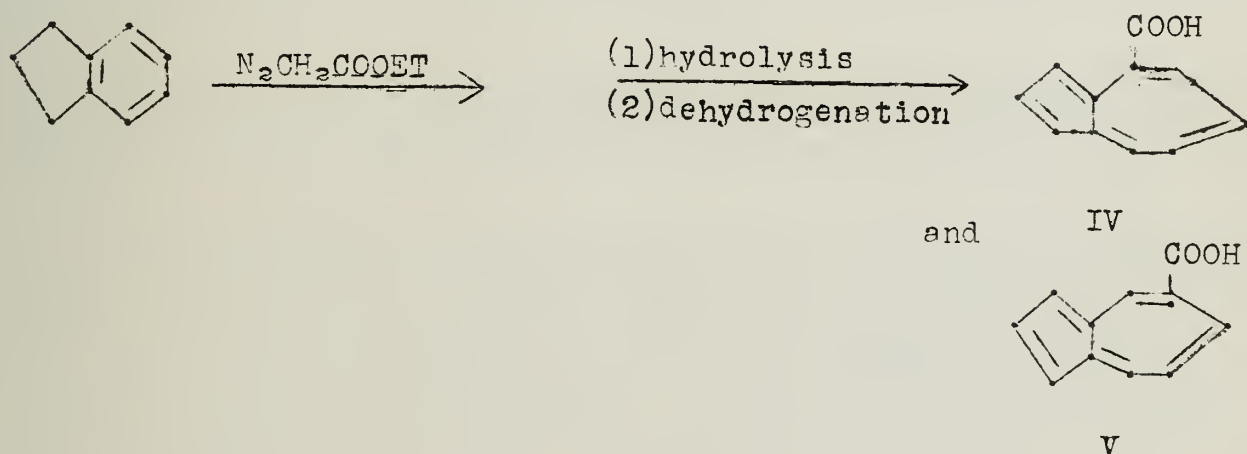 N₂CH₂COOET
(1)hydrolysis
(2)dehydrogenation
COOH
IV
and
COOH
V